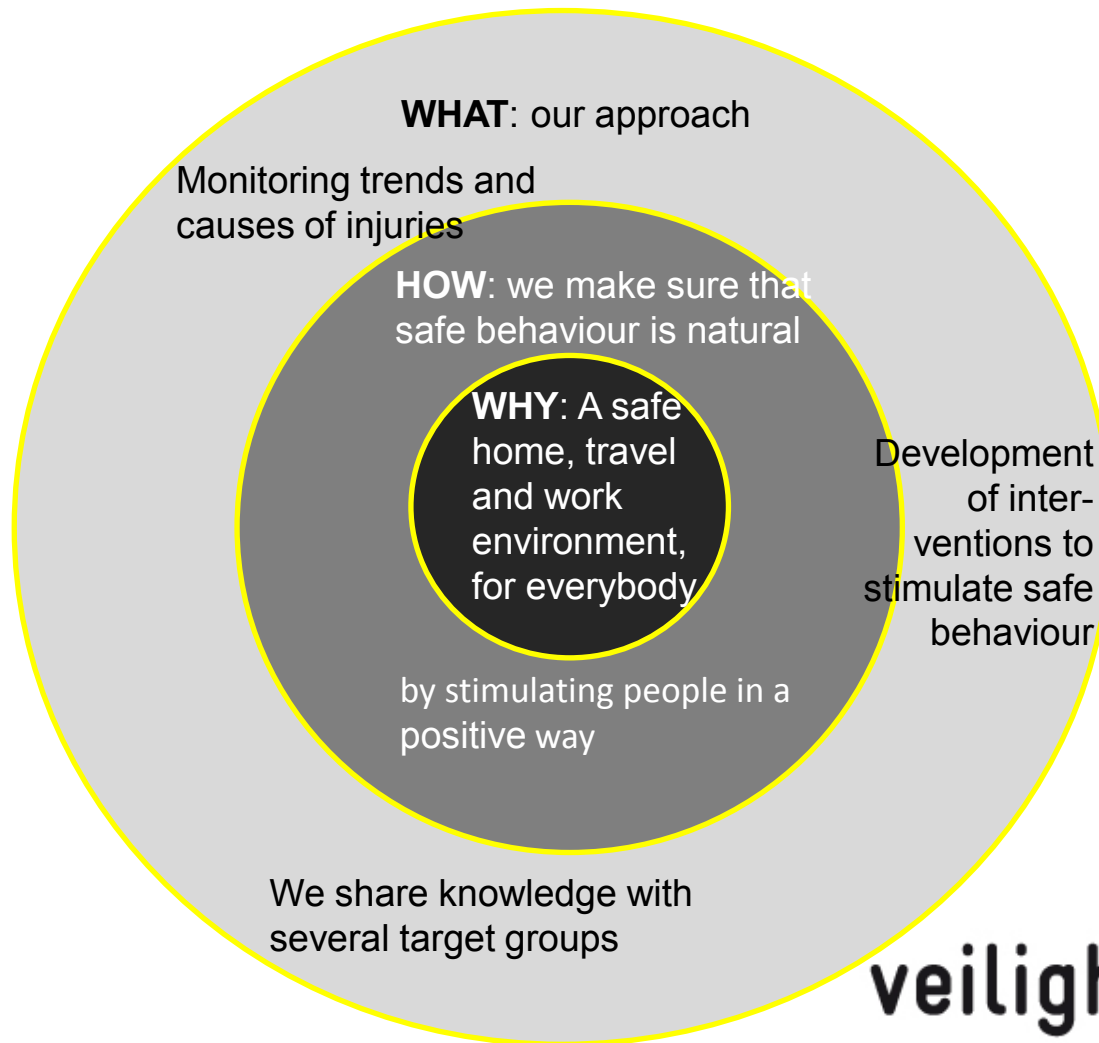 WHAT: our approach
Monitoring trends and
causes of injuries
HOW: we make sure that
safe behaviour is natural
WHY: A safe
home, travel
and work
environment,
for everybody
Development
of inter-
ventions to
stimulate safe
behaviour
by stimulating people in a
positive way
We share knowledge with
several target groups
veiligh